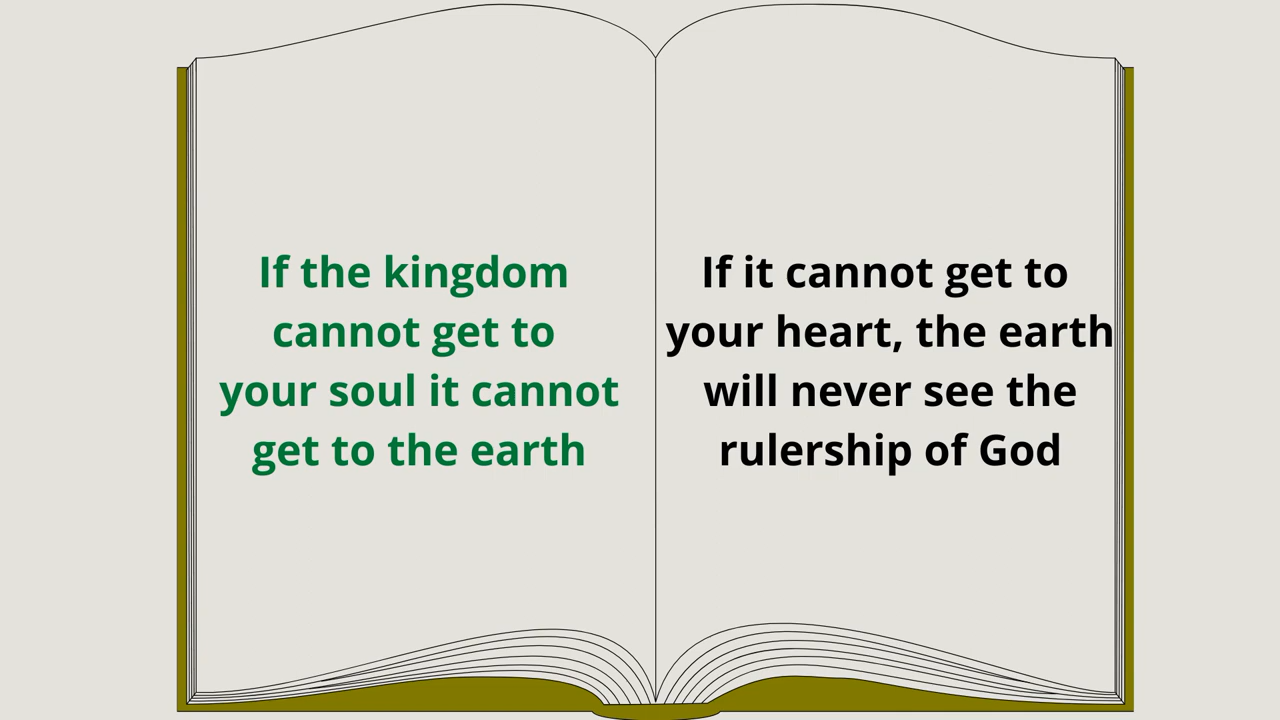 If the kingdom
cannot get to
your soul it cannot
get to the earth
If it cannot get to
your heart, the earth
will never see the
rulership of God